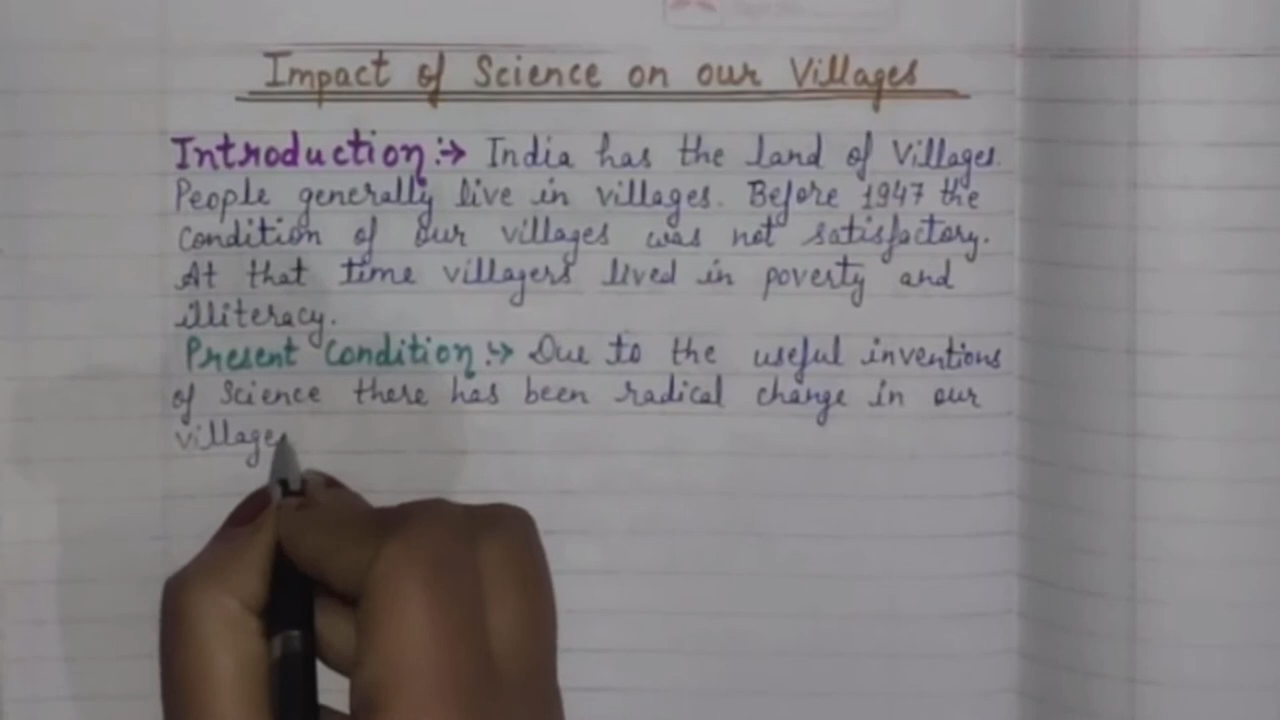 Impact of Science on our Villages
Introduction:→ India has the land of Villages.
People generally live in villages. Before 1947 the
Condition of our villages was not satisfactory.
At that time villagers lived in poverty and
illiteracy.
Present Condition:→ Due to the useful inventions
of Science there has been radical change in our
village